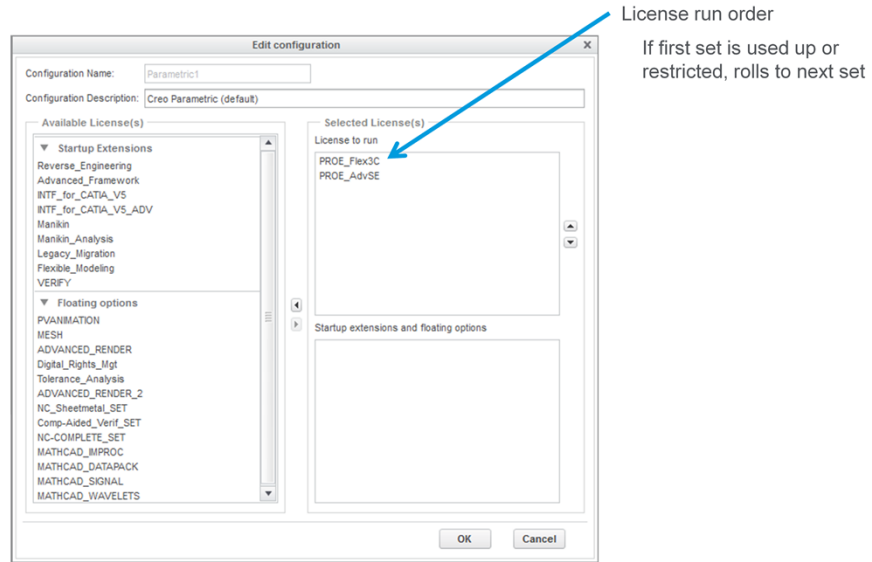 License run order
If first set is used up or
restricted, rolls to next set
Edit configuration
Configuration Name: Parametric1
Configuration Description: Creo Parametric (default)
Available License(s)
Startup Extensions
Reverse_Engineering
Advanced_Framework
INTF_for_CATIA_V5
INTF_for_CATIA_V5_ADV
Manikin
Manikin_Analysis
Legacy_Migration
Flexible_Modeling
VERIFY
Floating options
PVANIMATION
MESH
ADVANCED_RENDER
Digital_Rights_Mgt
Tolerance_Analysis
ADVANCED_RENDER_2
NC_Sheetmetal_SET
Comp-Aided_Verif_SET
NC-COMPLETE_SET
MATHCAD_IMPROC
MATHCAD_DATAPACK
MATHCAD_SIGNAL
MATHCAD_WAVELETS
Selected License(s)
License to run
PROE_Flex3C
PROE_AdvSE
Startup extensions and floating options
OK
Cancel